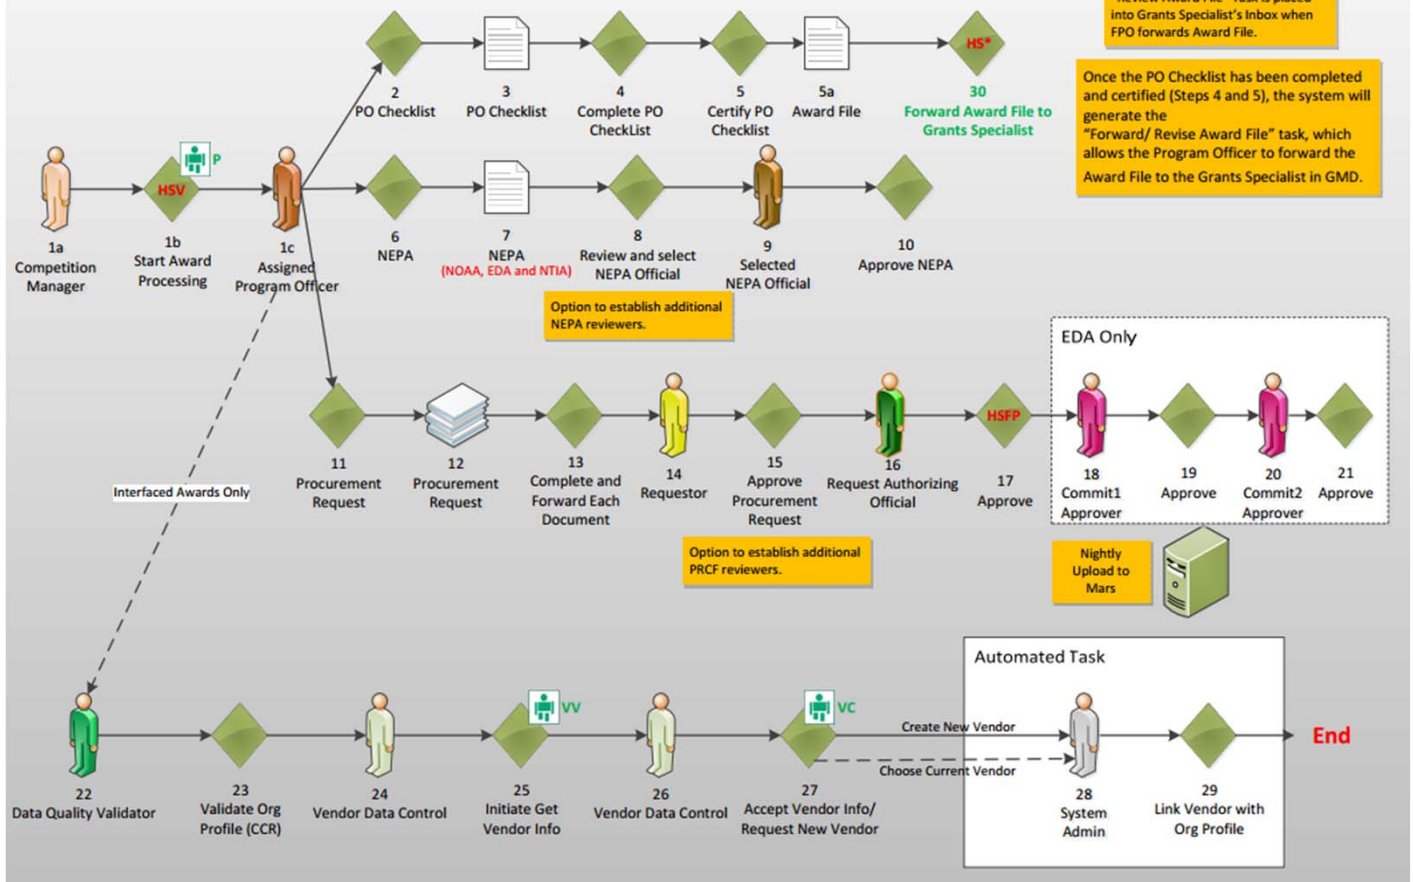 "Review Award File" Task is placed
into Grants Specialist's Inbox when
FPO forwards Award File.
HS*
2
PO Checklist
3
PO Checklist
4
Complete PO
CheckList
5
Certify PO
Checklist
5a
Award File
30
Forward Award File to
Grants Specialist
Once the PO Checklist has been completed
and certified (Steps 4 and 5), the system will
generate the
“Forward/ Revise Award File” task, which
allows the Program Officer to forward the
Award File to the Grants Specialist in GMD.
P
HSV
1a
Competition
Manager
1b
Start Award
Processing
1c
Assigned
Program Officer
6
NEPA
7
NEPA
(NOAA, EDA and NTIA)
8
Review and select
NEPA Official
9
Selected
NEPA Official
10
Approve NEPA
Option to establish additional
NEPA reviewers.
EDA Only
HSFP
11
Procurement
Request
12
Procurement
Request
13
Complete and
Forward Each
Document
14
Requestor
15
Approve
Procurement
Request
16
Request Authorizing
Official
17
Approve
18
Commit1
Approver
19
Approve
20
Commit2
Approver
21
Approve
Interfaced Awards Only
Option to establish additional
PRCF reviewers.
Nightly
Upload to
Mars
Automated Task
VV
VC
Create New Vendor
Choose Current Vendor
End
22
Data Quality Validator
23
Validate Org
Profile (CCR)
24
Vendor Data Control
25
Initiate Get
Vendor Info
26
Vendor Data Control
27
Accept Vendor Info/
Request New Vendor
28
System
Admin
29
Link Vendor with
Org Profile